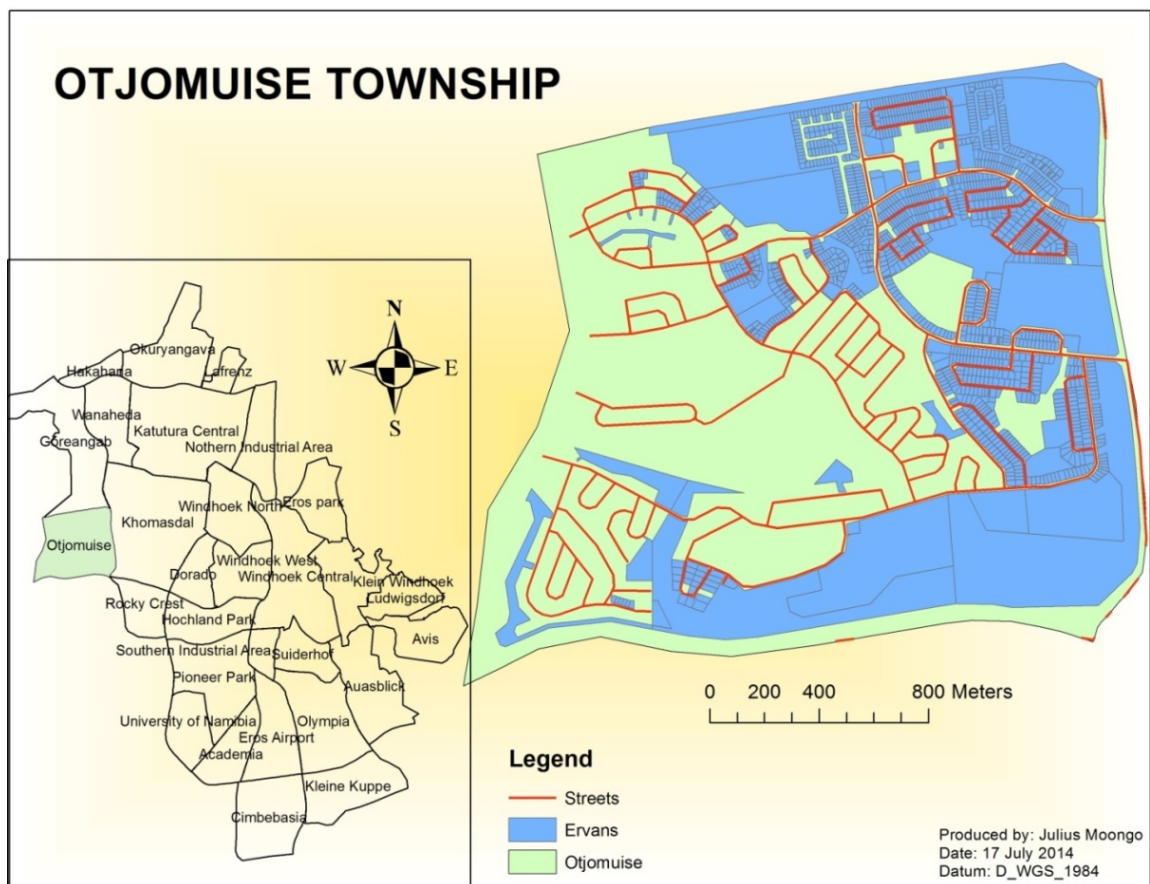 OTJOMUISE TOWNSHIP
N
W
E
S
Okuryangava
Hakahana
Lafrenz
Wanaheda
Katutura Central
Goreangab
Nothern Industrial Area
Windhoek North
Eros park
Khomasdal
Otjomuise
Windhoek West
Dorado
Windhoek Central
Klein Windhoek
Ludwigsdorf
Rocky Crest
Hochland Park
Avis
Southern Industrial Area
Suiderhof
Pioneer Park
Auasblick
University of Namibia
Olympia
Eros Airport
Academia
Kleine Kuppe
Cimbebasia
0 200 400 800 Meters
Legend
Streets
Ervans
Otjomuise
Produced by: Julius Moongo
Date: 17 July 2014
Datum: D_WGS_1984